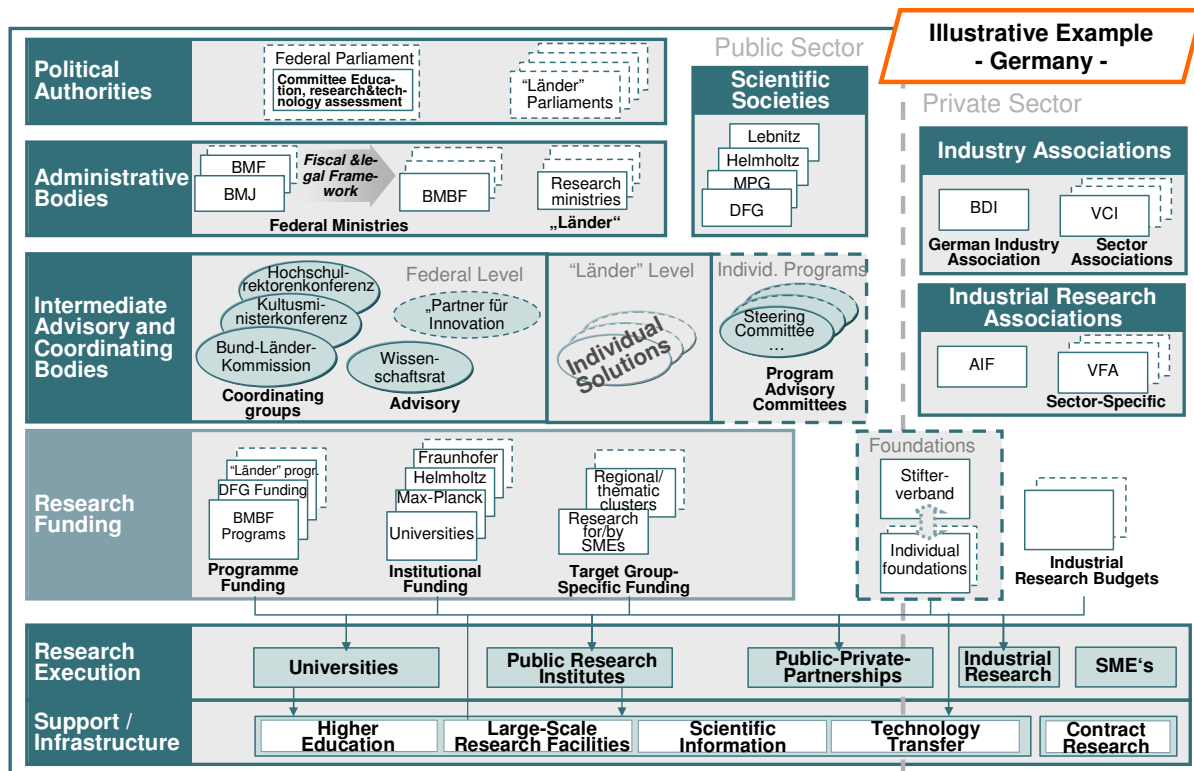 Illustrative Example
- Germany -
Public Sector
Private Sector
Political
Authorities
Federal Parliament
Committee Educa-
tion, research&tech-
nology assessment
“Länder”
Parliaments
Scientific
Societies
Lebnitz
Helmholtz
MPG
DFG
Administrative
Bodies
BMF
BMJ
Fiscal &le-
gal Frame-
work
BMBF
Federal Ministries
Research
ministries
„Länder“
Industry Associations
BDI
German Industry
Association
VCI
Sector
Associations
Intermediate
Advisory and
Coordinating
Bodies
Hochschul-
rektorenkonferenz
Kultusmi-
nisterkonferenz
Bund-Länder-
Kommission
Coordinating
groups
Federal Level
„Partner für
Innovation
Wissen-
schaftsrat
Advisory
“Länder” Level
Individual
Solutions
Individ. Programs
Steering
Committee
…
Program
Advisory
Committees
Industrial Research
Associations
AIF
VFA
Sector-Specific
Research
Funding
“Länder” progr.
DFG Funding
BMBF
Programs
Programme
Funding
Fraunhofer
Helmholtz
Max-Planck
Universities
Institutional
Funding
Regional/
thematic
clusters
Research
for/by
SMEs
Target Group-
Specific Funding
Foundations
Stifter-
verband
Individual
foundations
Industrial
Research Budgets
Research
Execution
Universities
Public Research
Institutes
Public-Private-
Partnerships
Industrial
Research
SME‘s
Support /
Infrastructure
Higher
Education
Large-Scale
Research Facilities
Scientific
Information
Technology
Transfer
Contract
Research